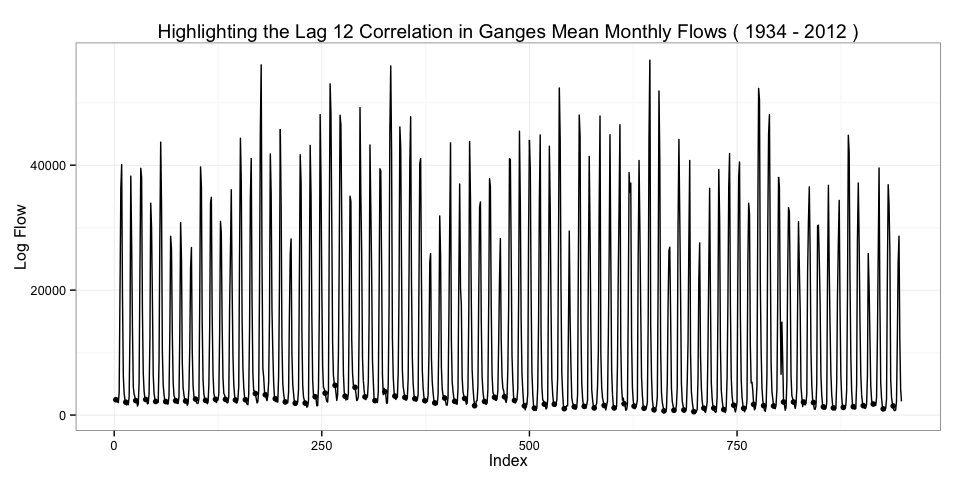 Highlighting the Lag 12 Correlation in Ganges Mean Monthly Flows ( 1934 - 2012 )
Log Flow
40000
20000
0
0 250 500 750
Index